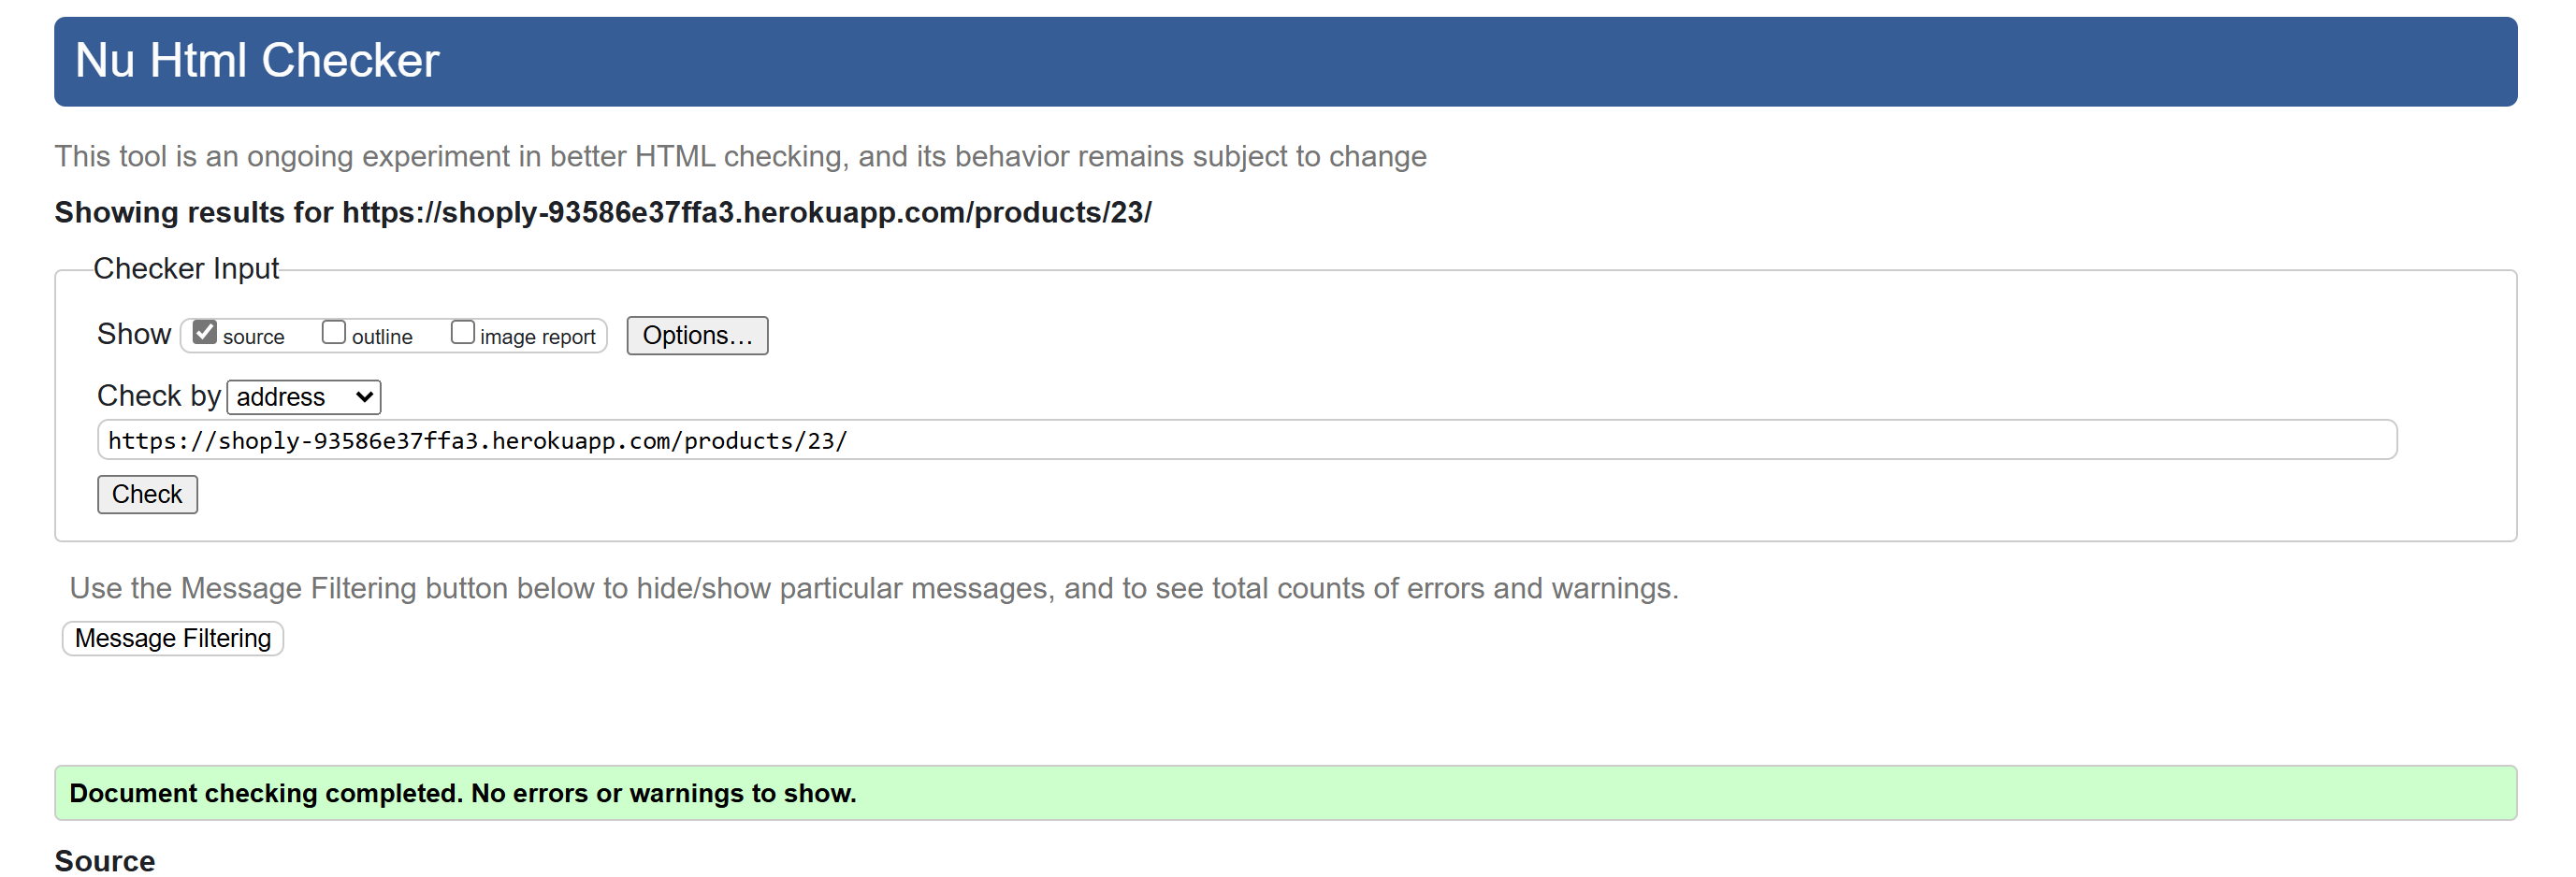 Nu Html Checker
This tool is an ongoing experiment in better HTML checking, and its behavior remains subject to change
Showing results for https://shoply-93586e37ffa3.herokuapp.com/products/23/
Checker Input
Show source outline image report Options…
Check by address
https://shoply-93586e37ffa3.herokuapp.com/products/23/
Check
Use the Message Filtering button below to hide/show particular messages, and to see total counts of errors and warnings.
Message Filtering
Document checking completed. No errors or warnings to show.
Source